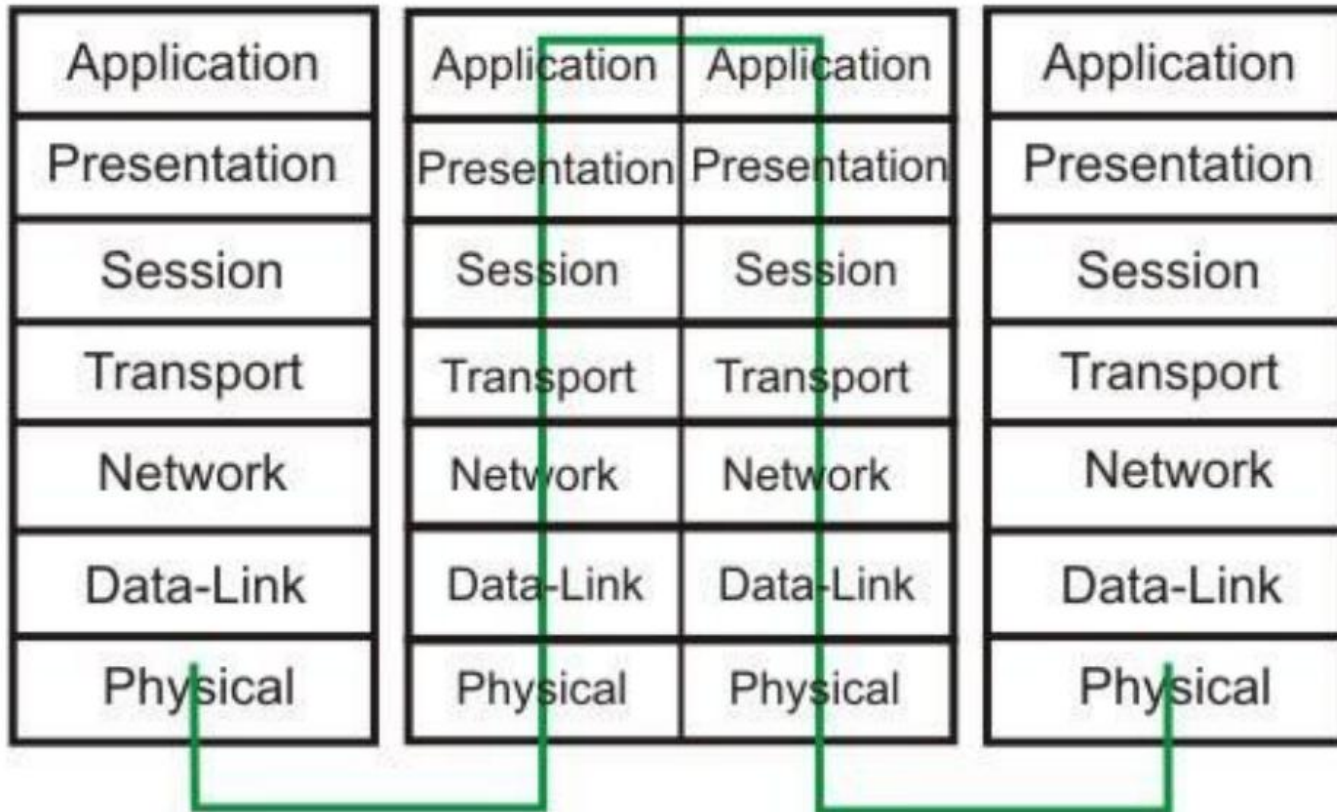 Application Application Application Application
Presentation Presentation Presentation Presentation
Session Session Session Session
Transport Transport Transport Transport
Network Network Network Network
Data-Link Data-Link Data-Link Data-Link
Physical Physical Physical Physical